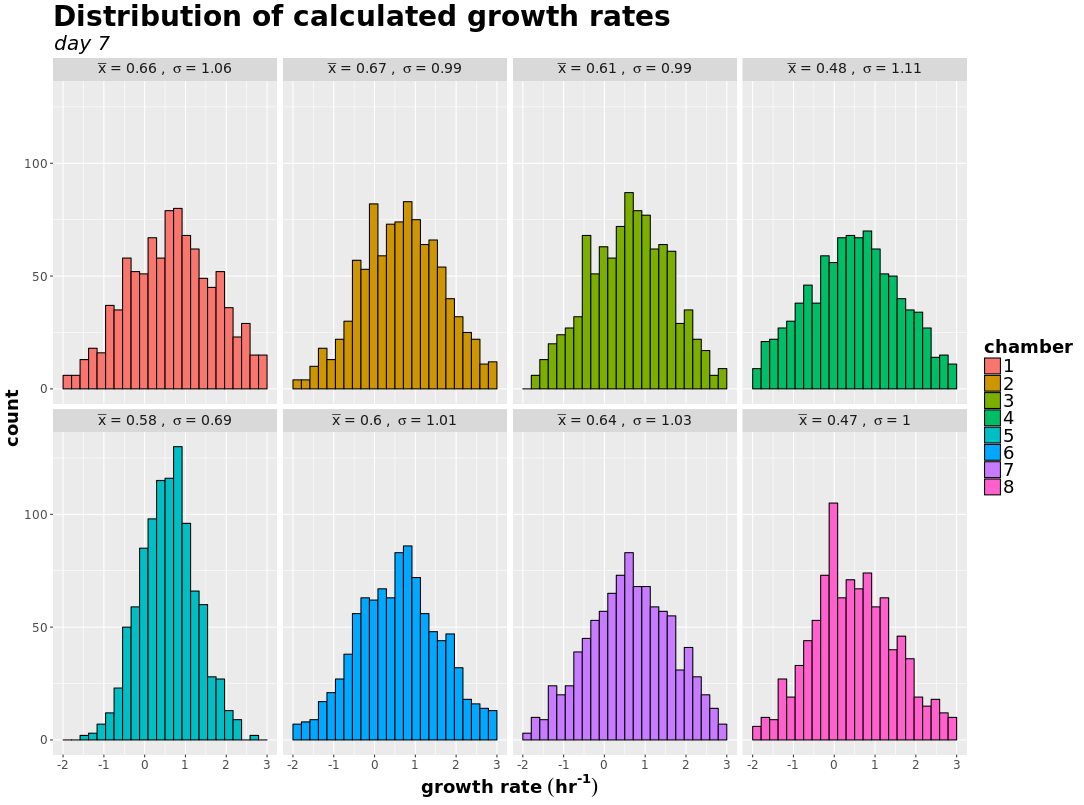 Distribution of calculated growth rates
day 7
x̅ = 0.66 , σ = 1.06
x̅ = 0.67 , σ = 0.99
x̅ = 0.61 , σ = 0.99
x̅ = 0.48 , σ = 1.11
100
50
0
x̅ = 0.58 , σ = 0.69
x̅ = 0.6 , σ = 1.01
x̅ = 0.64 , σ = 1.03
x̅ = 0.47 , σ = 1
100
50
0
-2 -1 0 1 2 3
-2 -1 0 1 2 3
-2 -1 0 1 2 3
-2 -1 0 1 2 3
count
growth rate (hr⁻¹)
chamber
1
2
3
4
5
6
7
8